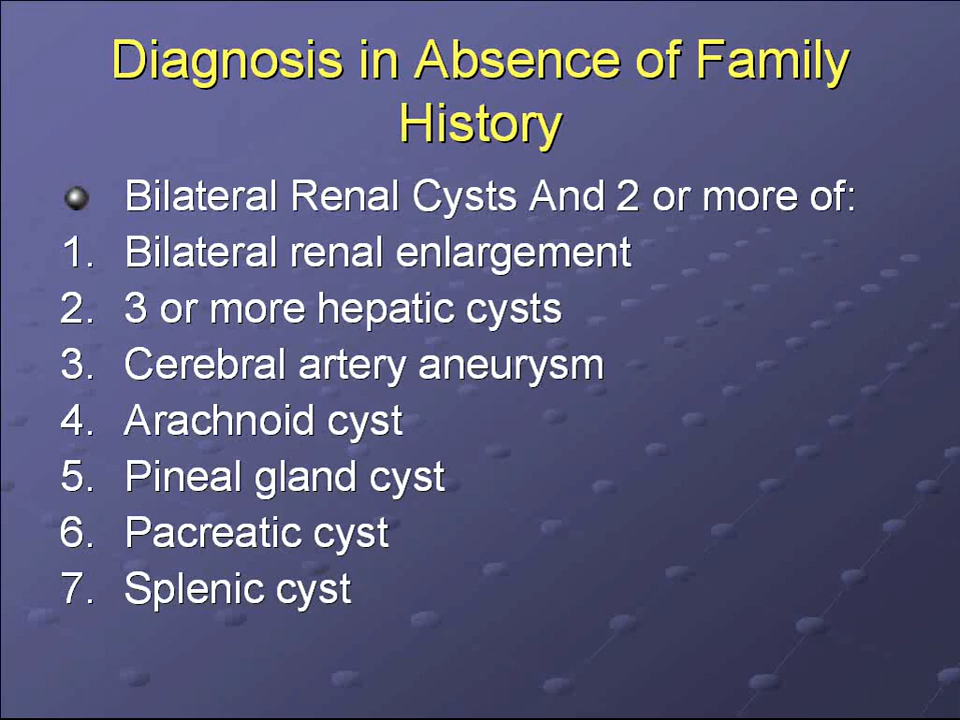 Diagnosis in Absence of Family
History
Bilateral Renal Cysts And 2 or more of:
1. Bilateral renal enlargement
2. 3 or more hepatic cysts
3. Cerebral artery aneurysm
4. Arachnoid cyst
5. Pineal gland cyst
6. Pacreatic cyst
7. Splenic cyst